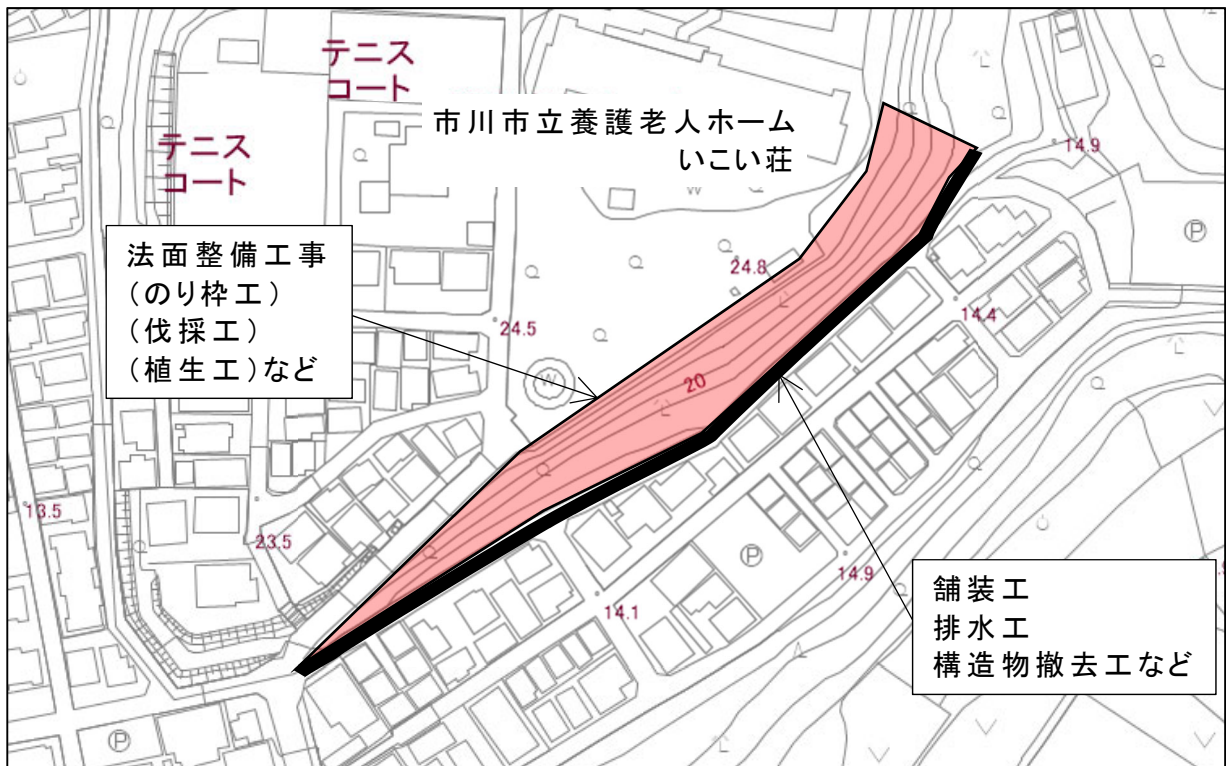 テニス
コート
テニス
コート
市川市立養護老人ホーム
いこい荘
14.9
法面整備工事
(のり枠工)
(伐採工)
(植生工)など
24.8
24.5
14.4
W
W
20
13.5
23.5
14.9
14.1
P
P
P
舗装工
排水工
構造物撤去工など